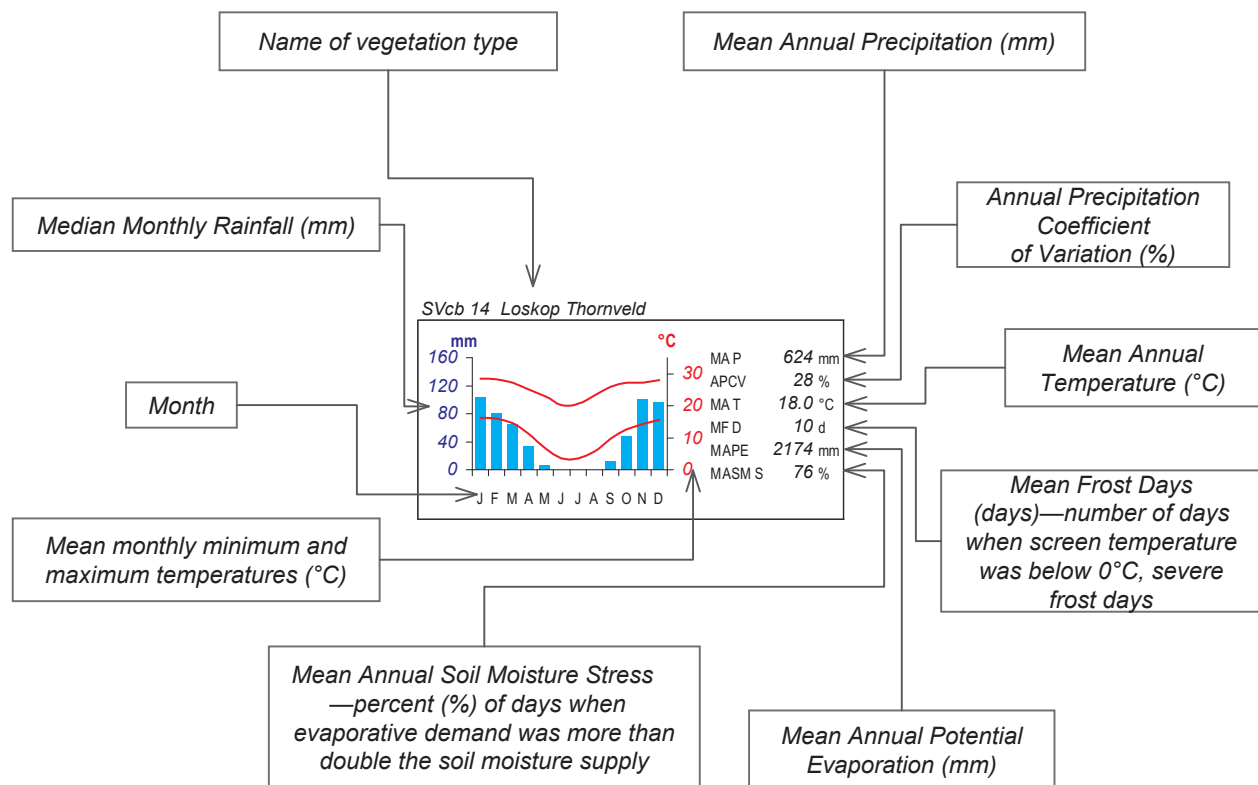 Name of vegetation type
Mean Annual Precipitation (mm)
Median Monthly Rainfall (mm)
Annual Precipitation
Coefficient
of Variation (%)
Month
Mean Annual
Temperature (°C)
Mean monthly minimum and
maximum temperatures (°C)
Mean Frost Days
(days)—number of days
when screen temperature
was below 0°C, severe
frost days
Mean Annual Soil Moisture Stress
—percent (%) of days when
evaporative demand was more than
double the soil moisture supply
Mean Annual Potential
Evaporation (mm)
SVcb 14 Loskop Thornveld
mm
160
120
80
40
0
°C
30
20
10
0
J F M A M J J A S O N D
MAP 624 mm
APCV 28 %
MAT 18.0 °C
MFD 10 d
MAPE 2174 mm
MASMS 76 %